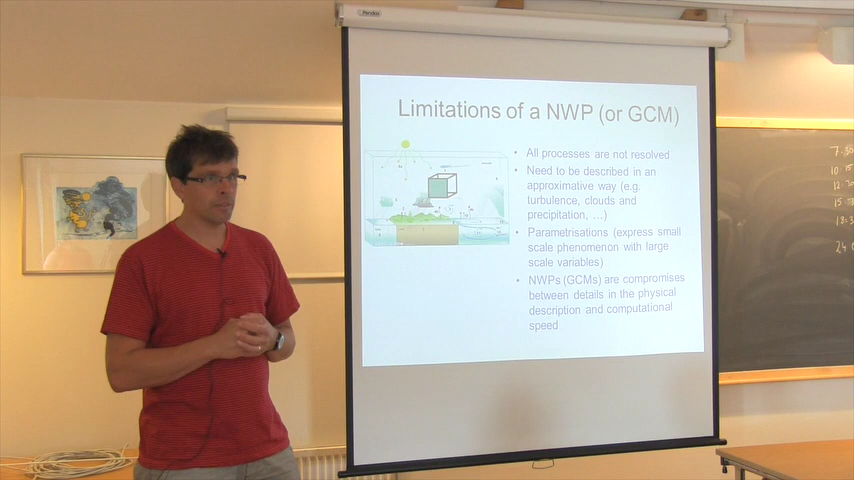 Limitations of a NWP (or GCM)
• All processes are not resolved
• Need to be described in an
approximative way (e.g.
turbulence, clouds and
precipitation, ...)
• Parametrisations (express small
scale phenomenon with large
scale variables)
• NWPs (GCMs) are compromises
between details in the physical
description and computational
speed